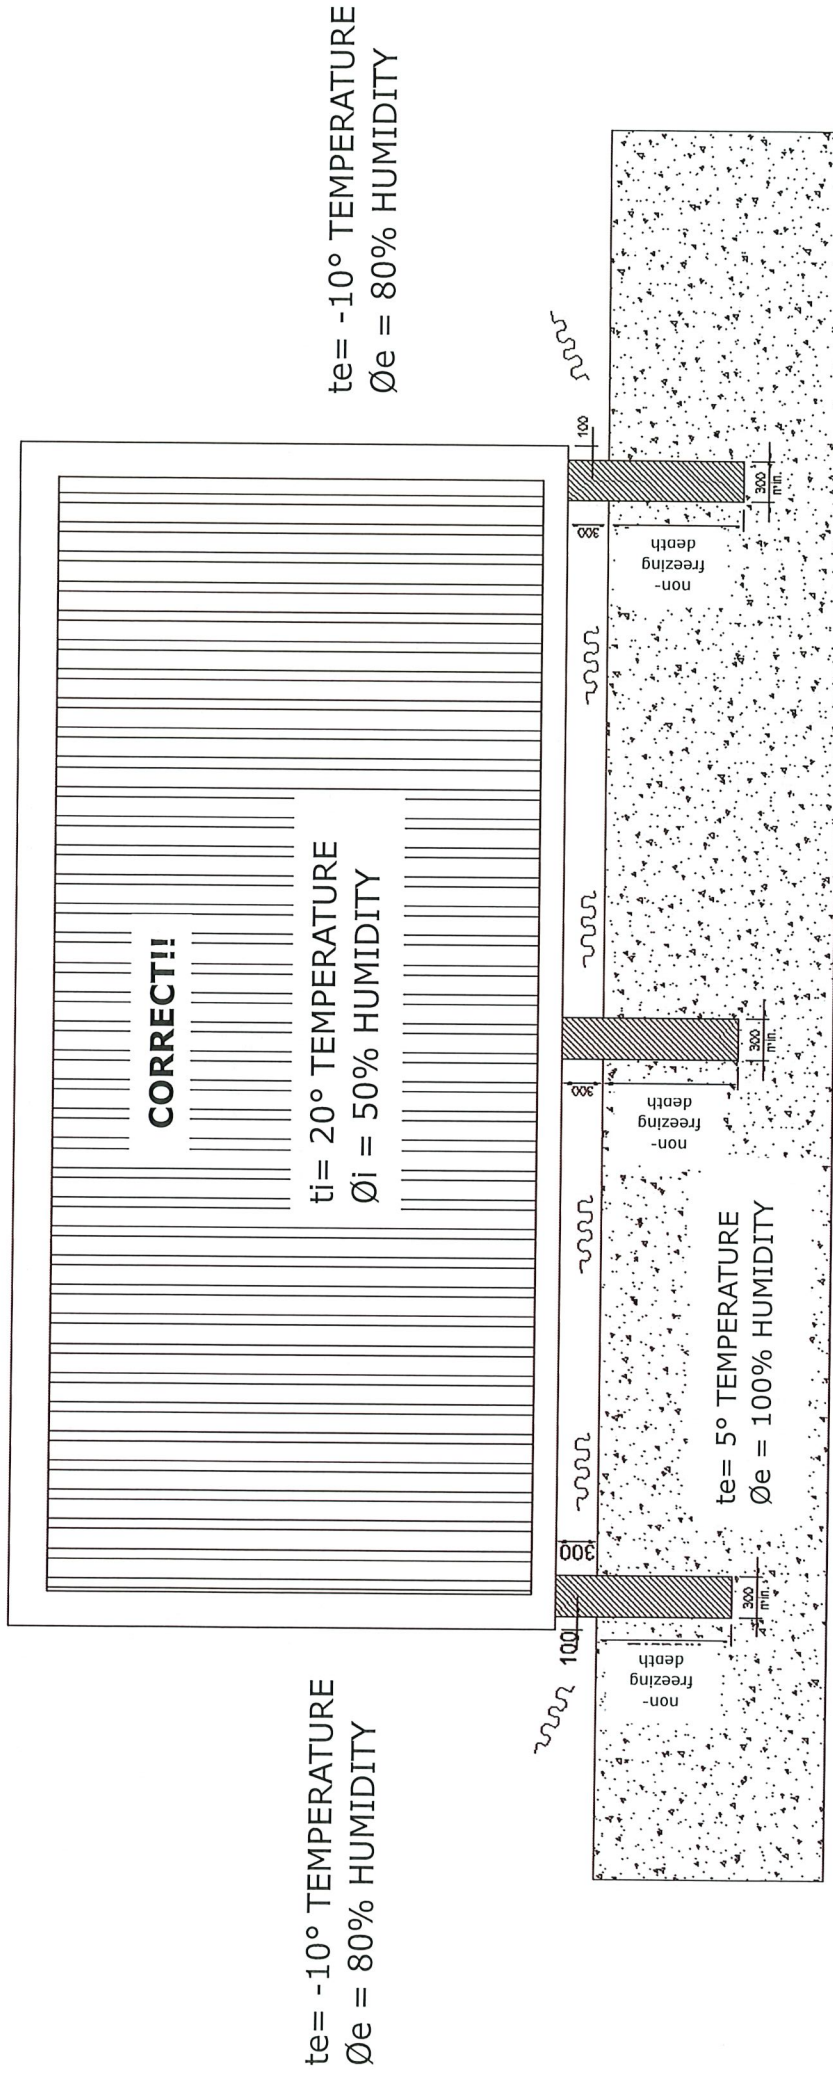 CORRECT!!
ti= 20° TEMPERATURE
Øi = 50% HUMIDITY
te= -10° TEMPERATURE
Øe = 80% HUMIDITY
te= -10° TEMPERATURE
Øe = 80% HUMIDITY
100
300
300
300
100
non-
freezing
depth
non-
freezing
depth
non-
freezing
depth
300
min.
300
min.
300
min.
te= 5° TEMPERATURE
Øe = 100% HUMIDITY